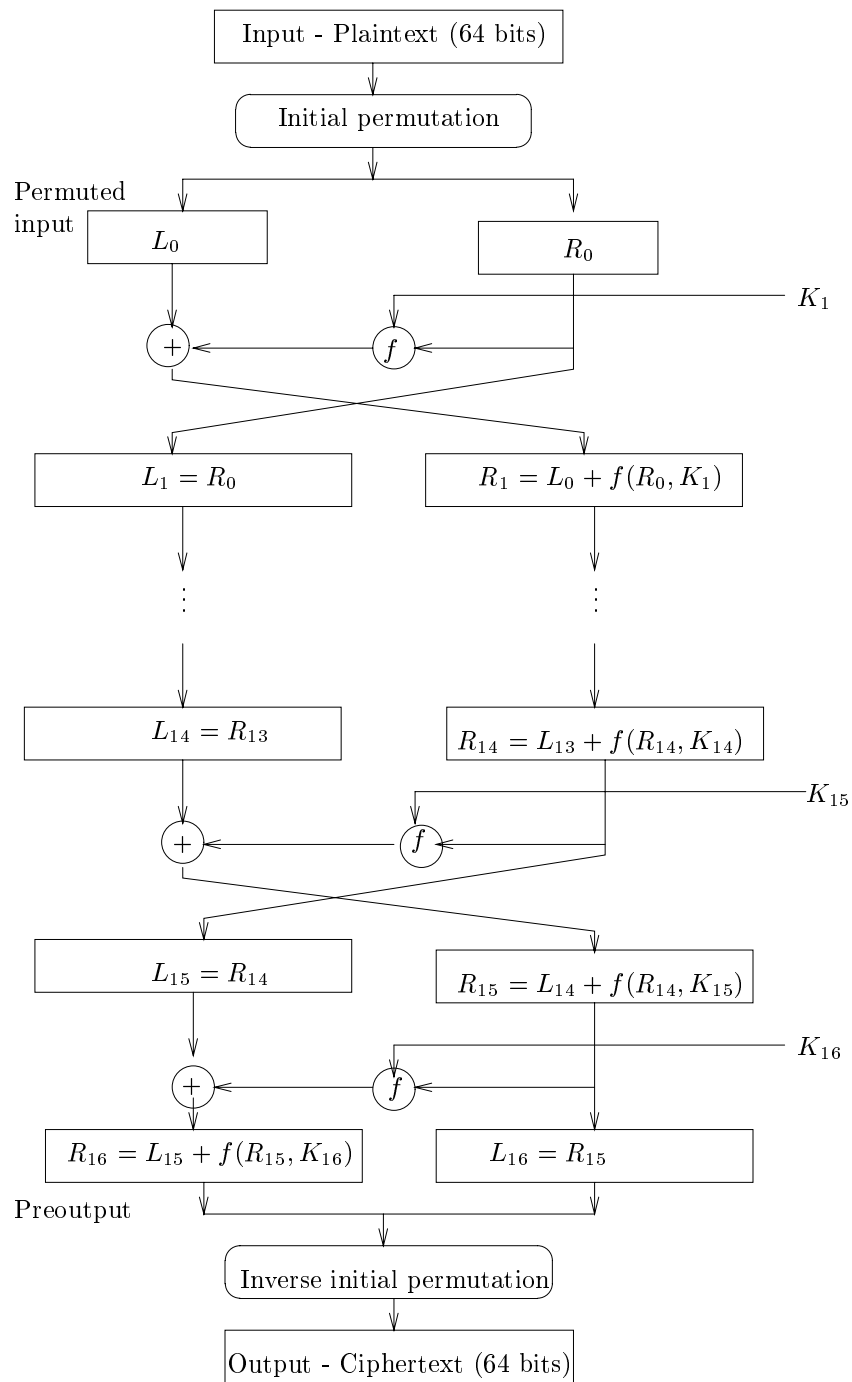 Input - Plaintext (64 bits)
Initial permutation
Permuted
input
L₀
R₀
K₁
+
f
L₁ = R₀
R₁ = L₀ + f(R₀, K₁)
⋮
⋮
L₁₄ = R₁₃
R₁₄ = L₁₃ + f(R₁₄, K₁₄)
K₁₅
+
f
L₁₅ = R₁₄
R₁₅ = L₁₄ + f(R₁₄, K₁₅)
K₁₆
+
f
R₁₆ = L₁₅ + f(R₁₅, K₁₆)
L₁₆ = R₁₅
Preoutput
Inverse initial permutation
Output - Ciphertext (64 bits)